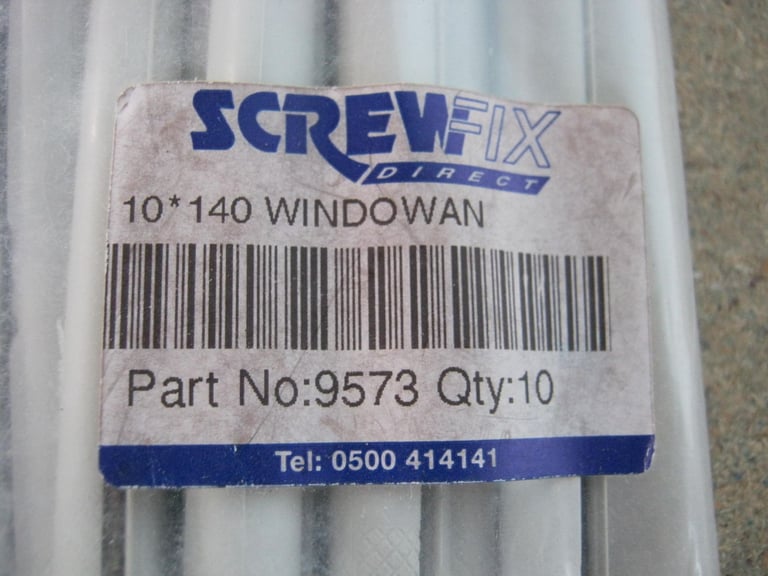 SCREWFIX
DIRECT
10*140 WINDOWAN
Part No:9573 Qty:10
Tel: 0500 414141